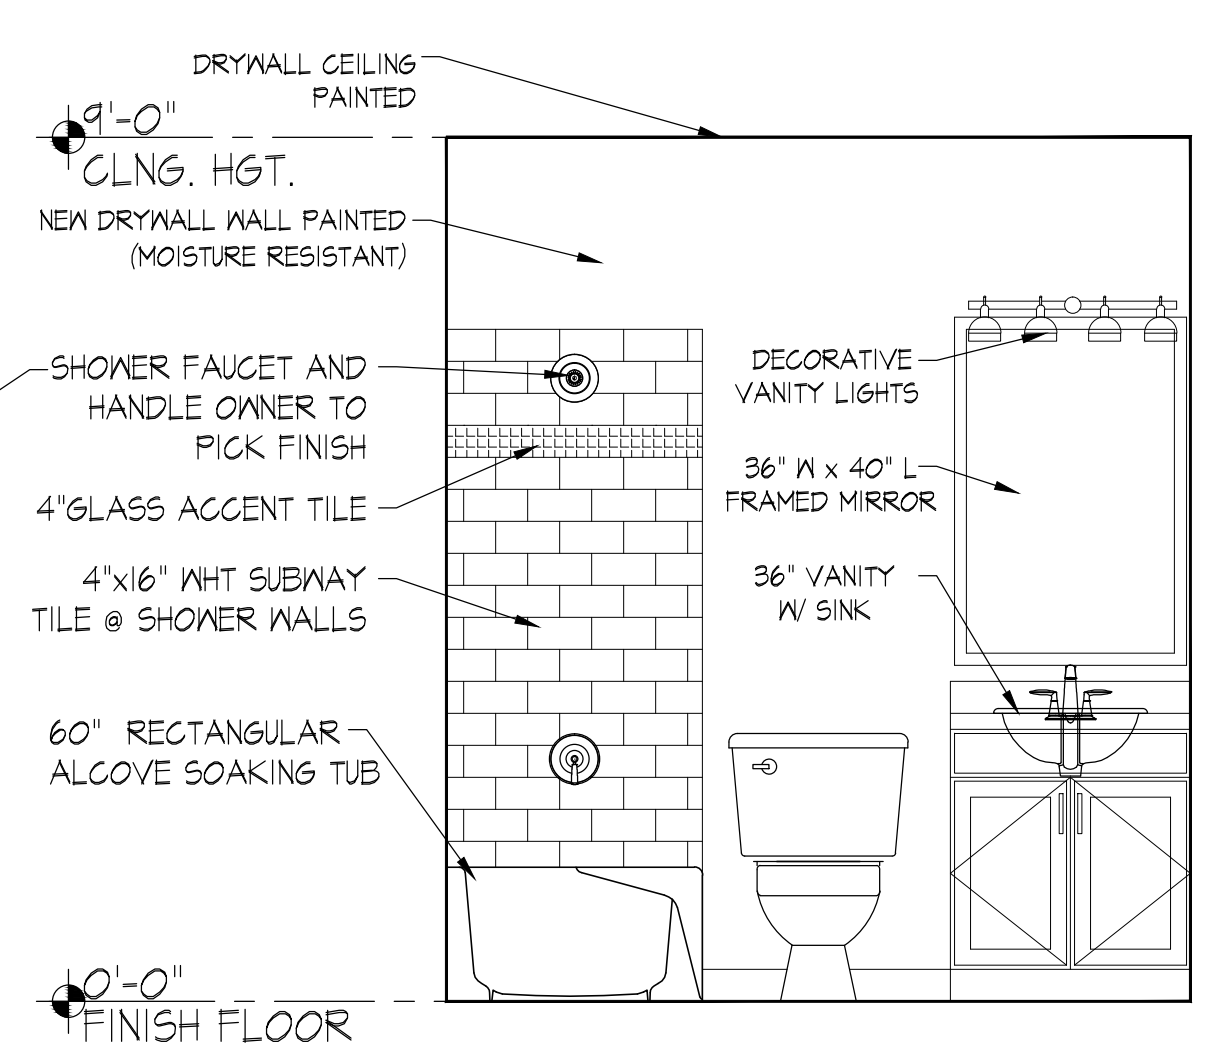 DRYWALL CEILING
PAINTED
9'-0"
CLNG. HGT.
NEW DRYWALL WALL PAINTED
(MOISTURE RESISTANT)
SHOWER FAUCET AND
HANDLE OWNER TO
PICK FINISH
4"GLASS ACCENT TILE
4"x16" WHT SUBWAY
TILE @ SHOWER WALLS
60" RECTANGULAR
ALCOVE SOAKING TUB
DECORATIVE
VANITY LIGHTS
36" W x 40" L
FRAMED MIRROR
36" VANITY
W/ SINK
0'-0"
FINISH FLOOR